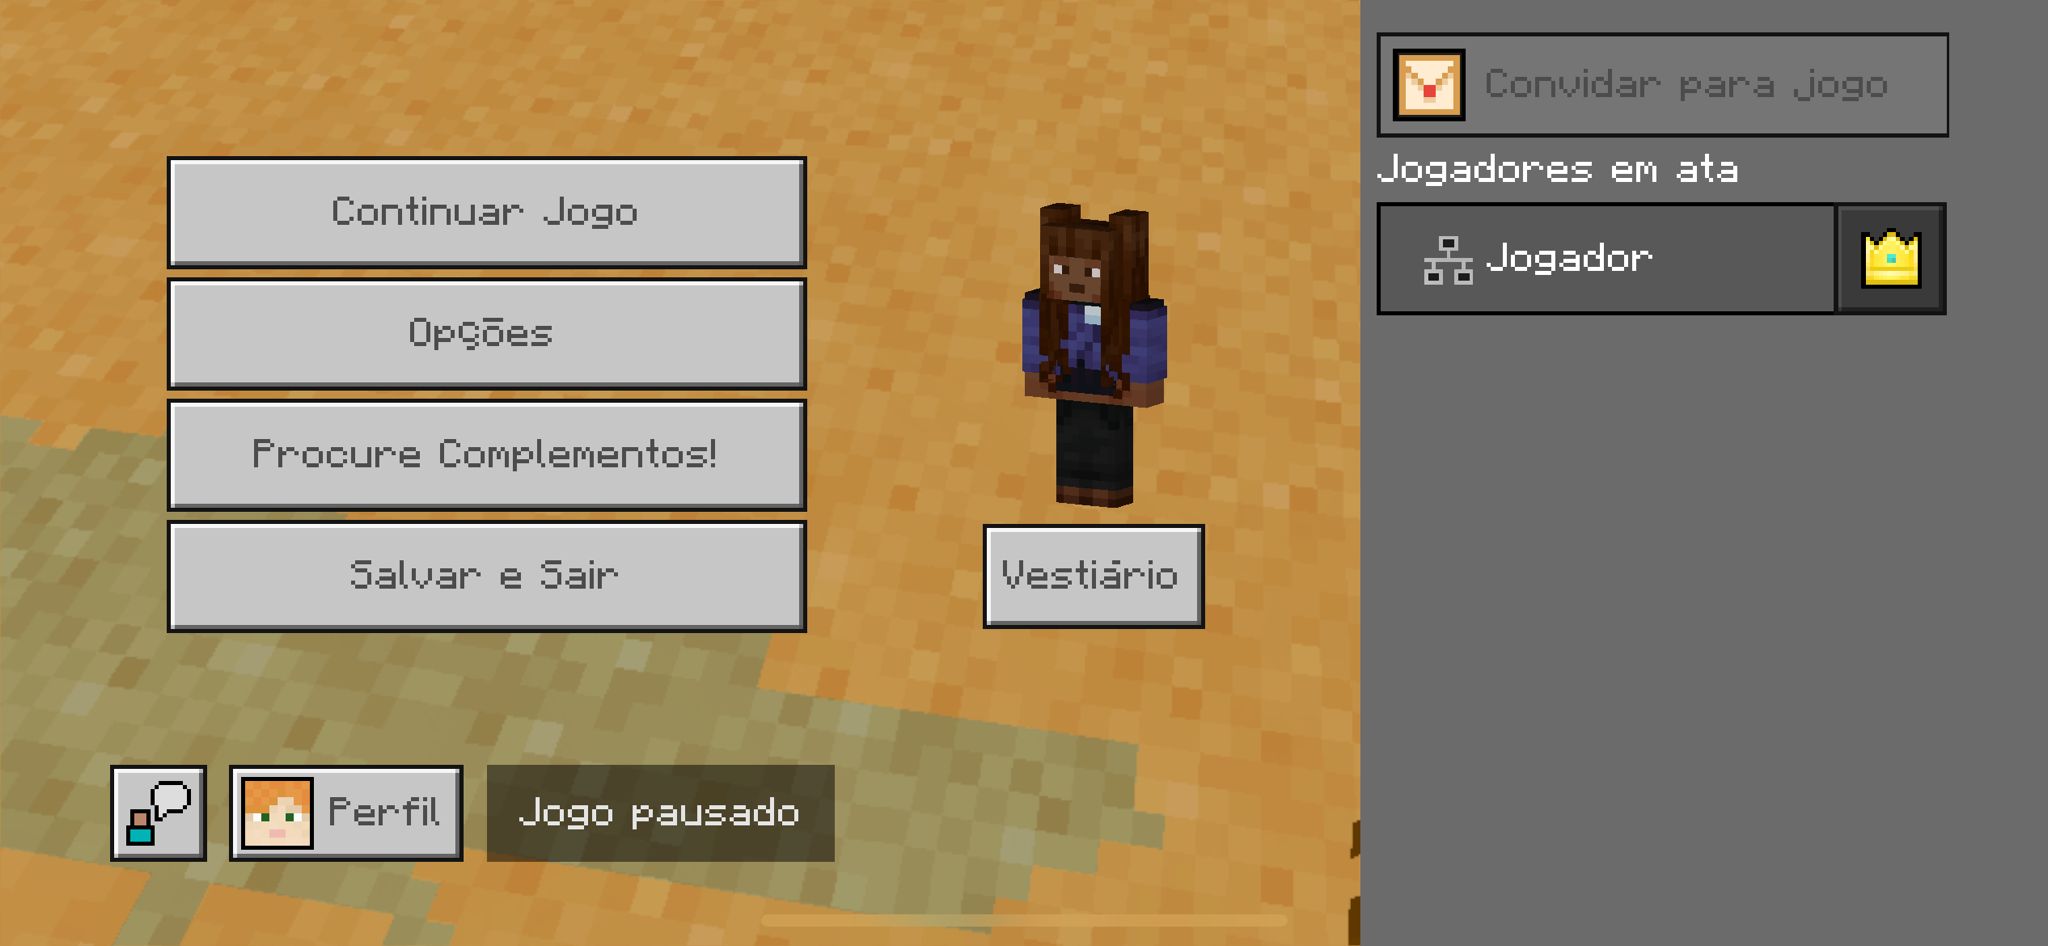 Continuar Jogo
Opções
Procure Complementos!
Salvar e Sair
Vestiário
Perfil
Jogo pausado
Convidar para jogo
Jogadores em ata
Jogador